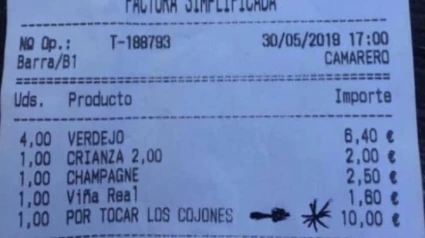 FACTURA SIMPLIFICADA
Nº Op.: T-188793 30/05/2019 17:00
Barra/B1 CAMARERO
Uds. Producto Importe
4,00 VERDEJO 6,40 €
1,00 CRIANZA 2,00 2,00 €
1,00 CHAMPAGNE 2,50 €
1,00 Viña Real 1,60 €
1,00 POR TOCAR LOS COJONES 10,00 €